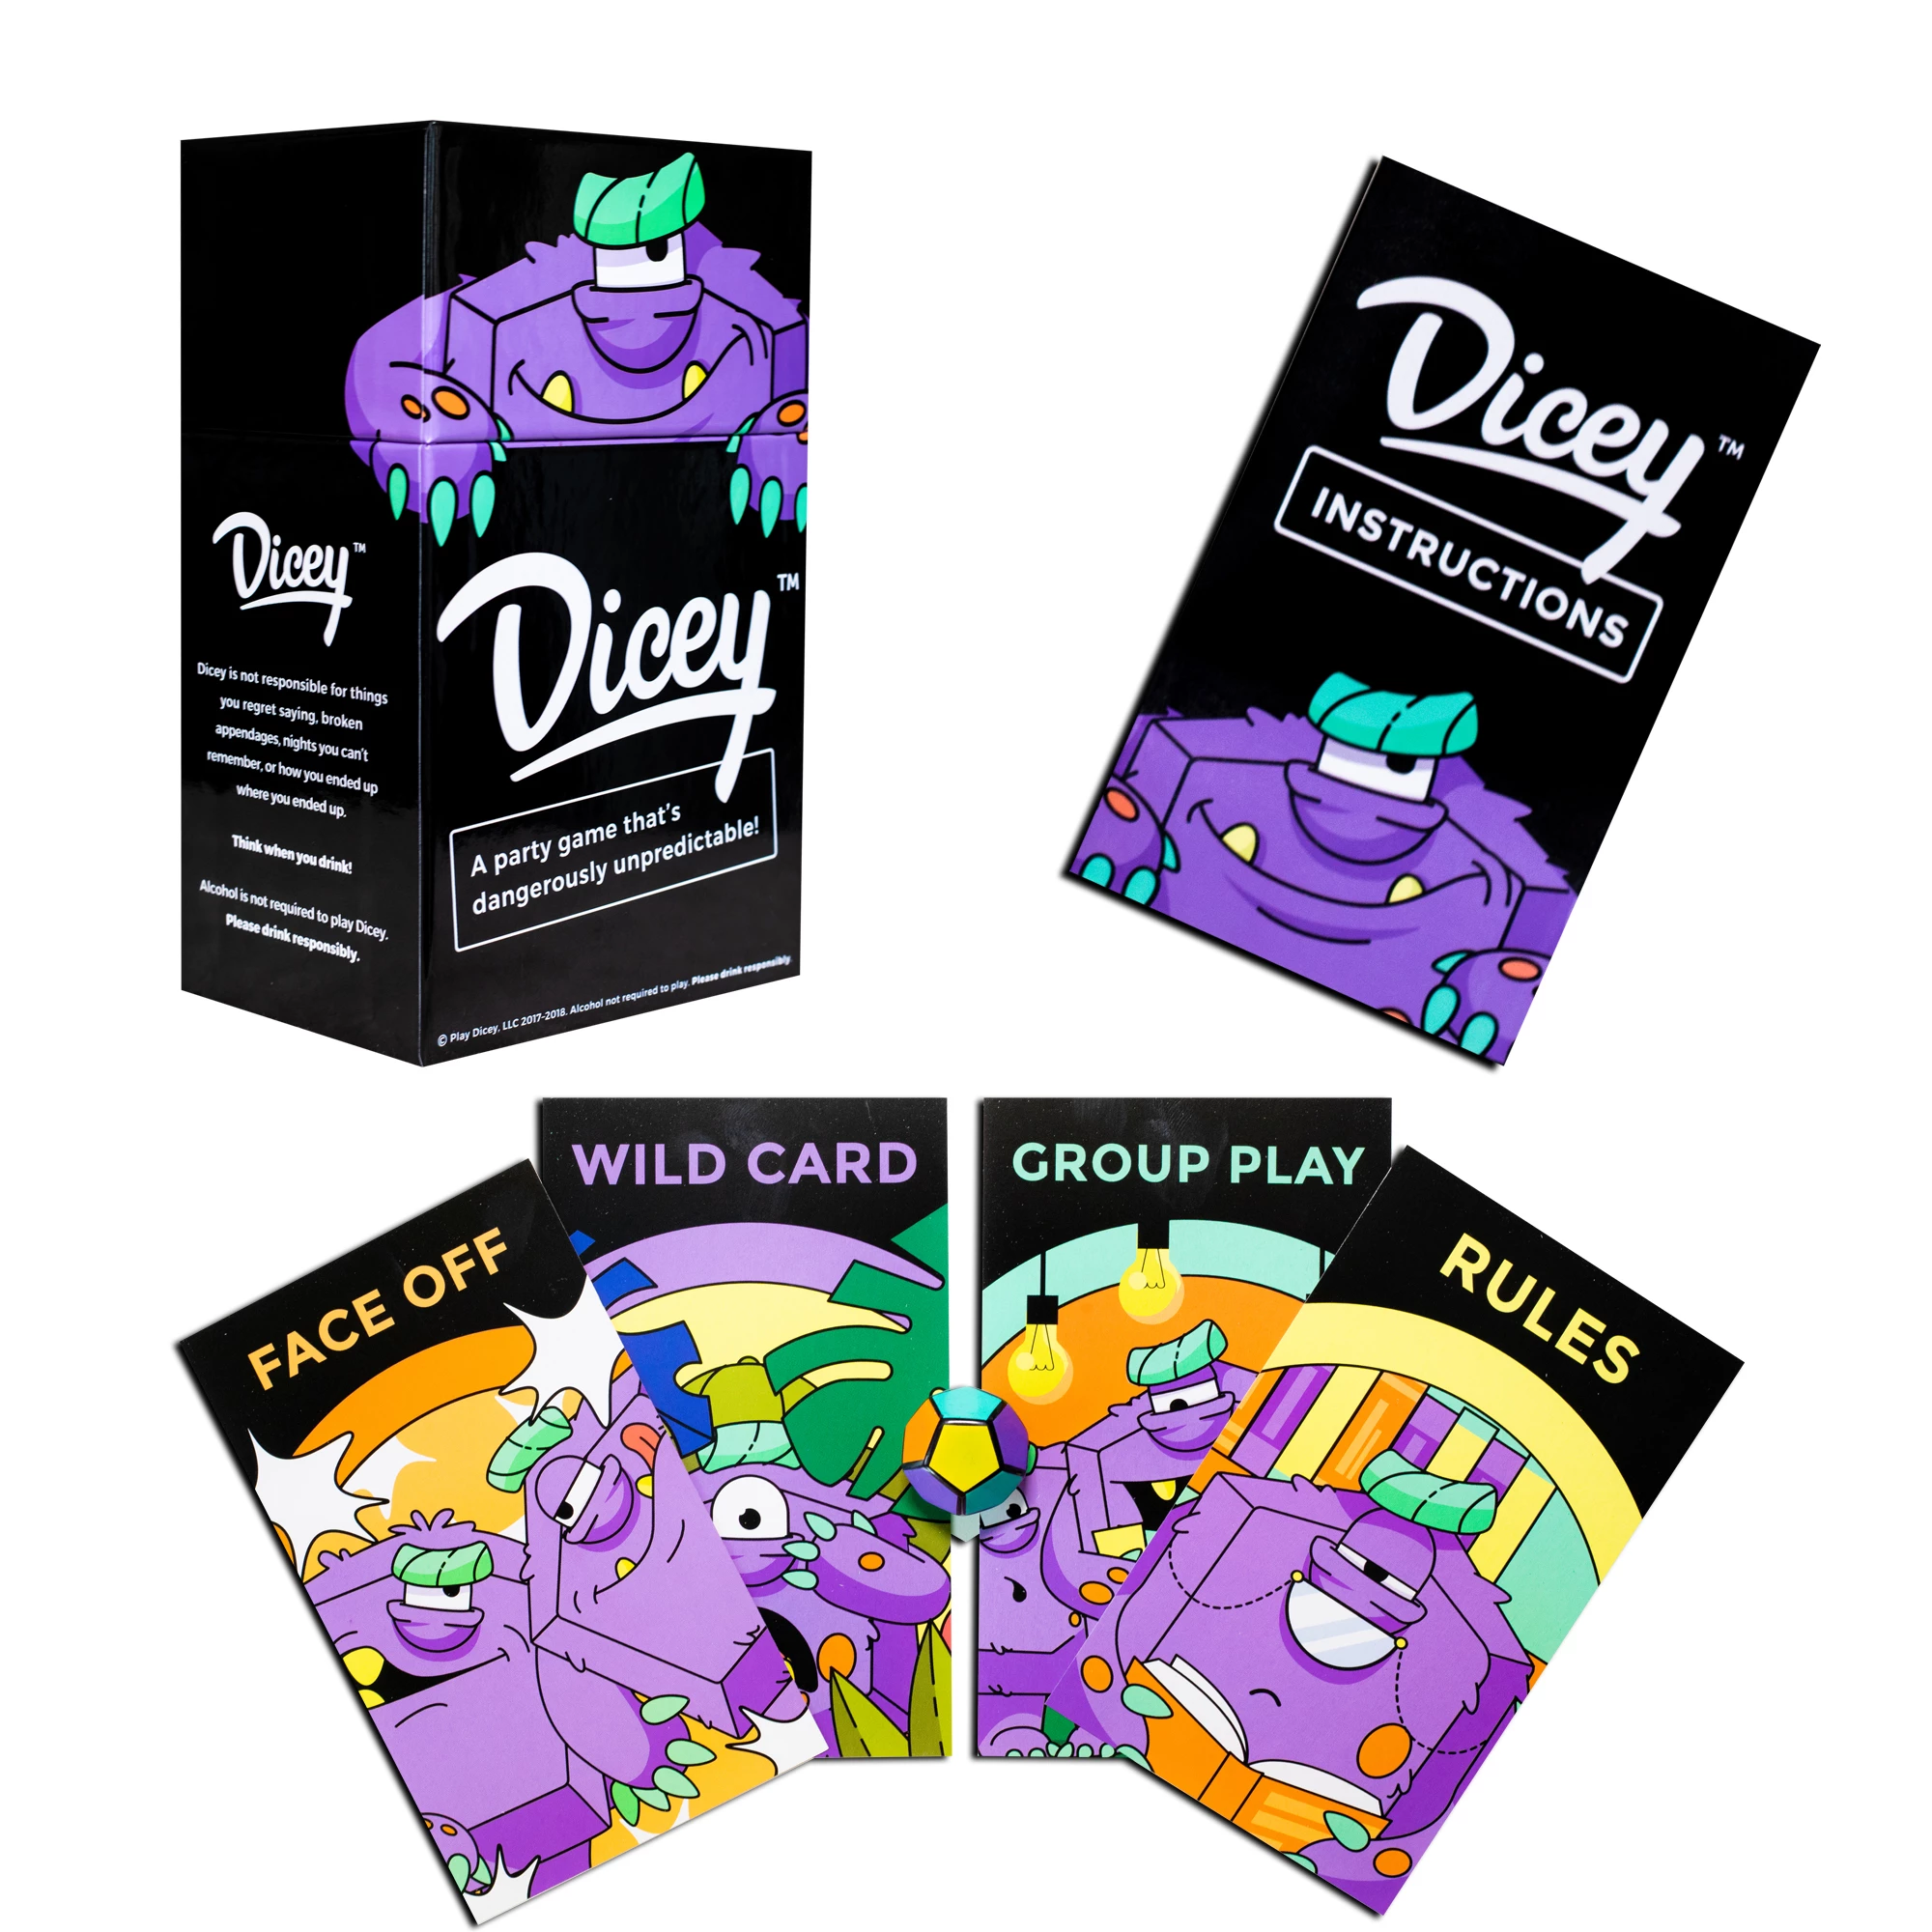 Dicey™
Dicey is not responsible for things
you regret saying, broken
appendages, nights you can't
remember, or how you ended up
where you ended up.
Think when you drink!
Alcohol is not required to play Dicey.
Please drink responsibly.
Dicey™
A party game that's
dangerously unpredictable!
© Play Dicey, LLC 2017-2018. Alcohol not required to play. Please drink responsibly.
Dicey™
INSTRUCTIONS
FACE OFF
WILD CARD
GROUP PLAY
RULES